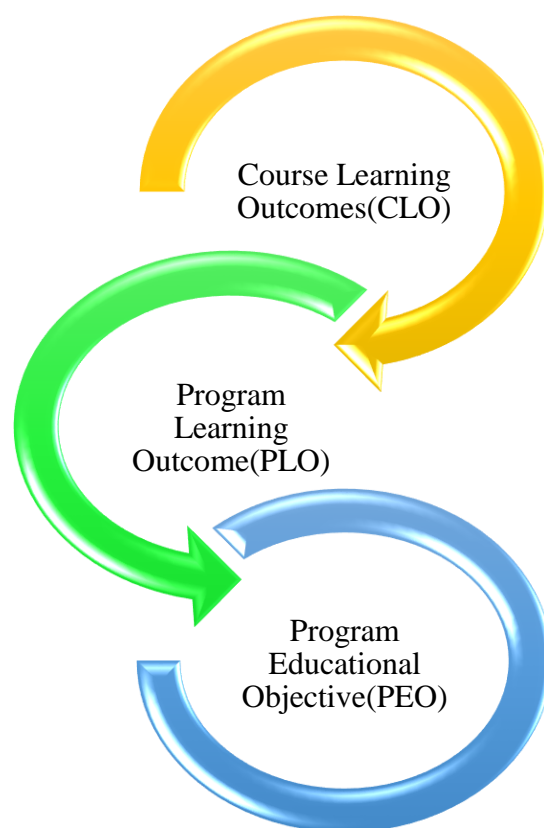 Course Learning
Outcomes(CLO)
Program
Learning
Outcome(PLO)
Program
Educational
Objective(PEO)